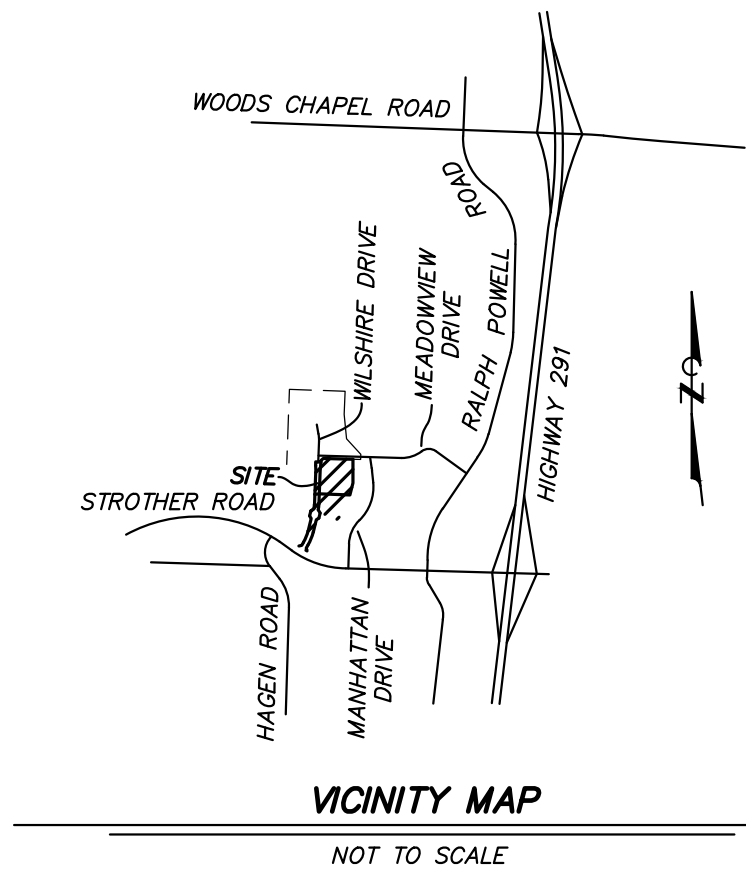 WOODS CHAPEL ROAD
ROAD
WILSHIRE DRIVE
MEADOWVIEW
DRIVE
RALPH POWELL
HIGHWAY 291
N
SITE
STROTHER ROAD
HAGEN ROAD
MANHATTAN
DRIVE
VICINITY MAP
NOT TO SCALE